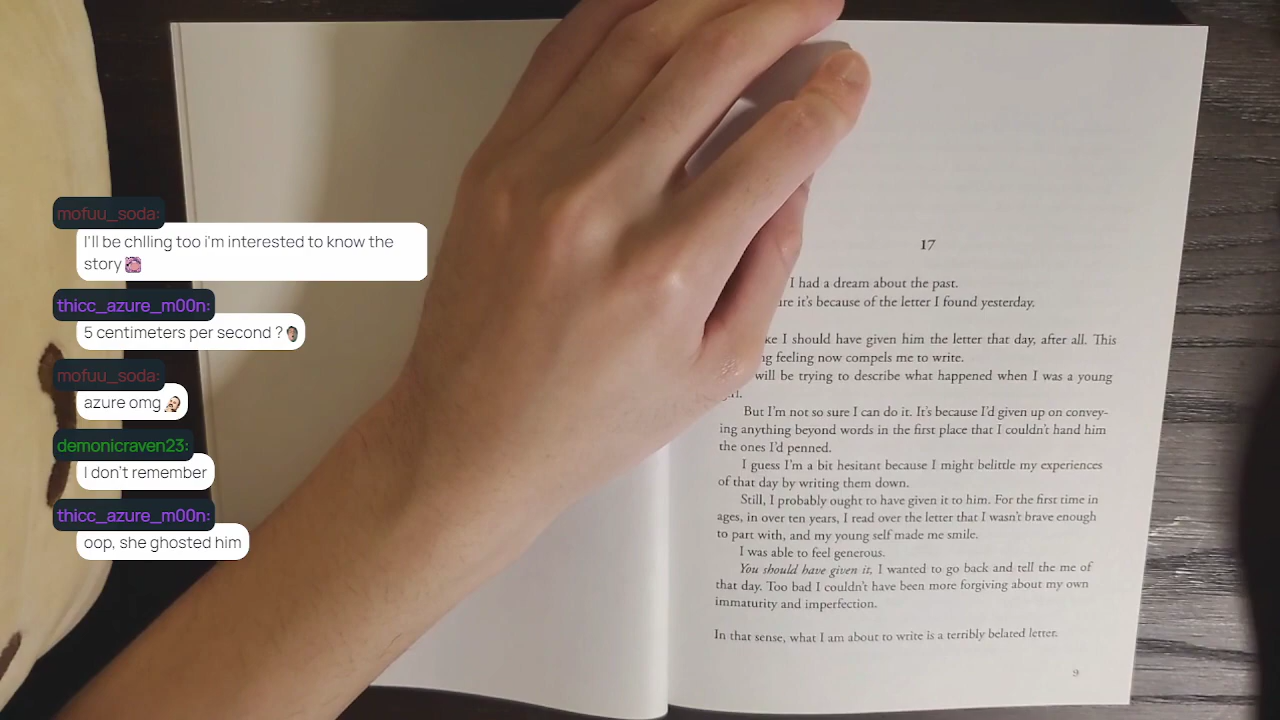 mofuu_soda:
I'll be chlling too i'm interested to know the
story
thicc_azure_m00n:
5 centimeters per second ?
mofuu_soda:
azure omg
demonicraven23:
I don't remember
thicc_azure_m00n:
oop, she ghosted him
17
I had a dream about the past.
it's because of the letter I found yesterday.
I should have given him the letter that day, after all. This
feeling now compels me to write.
will be trying to describe what happened when I was a young
But I'm not so sure I can do it. It's because I'd given up on convey-
ing anything beyond words in the first place that I couldn't hand him
the ones I'd penned.
I guess I'm a bit hesitant because I might belittle my experiences
of that day by writing them down.
Still, I probably ought to have given it to him. For the first time in
ages, in over ten years, I read over the letter that I wasn't brave enough
to part with, and my young self made me smile.
I was able to feel generous.
You should have given it, I wanted to go back and tell the me of
that day. Too bad I couldn't have been more forgiving about my own
immaturity and imperfection.
In that sense, what I am about to write is a terribly belated letter.
9